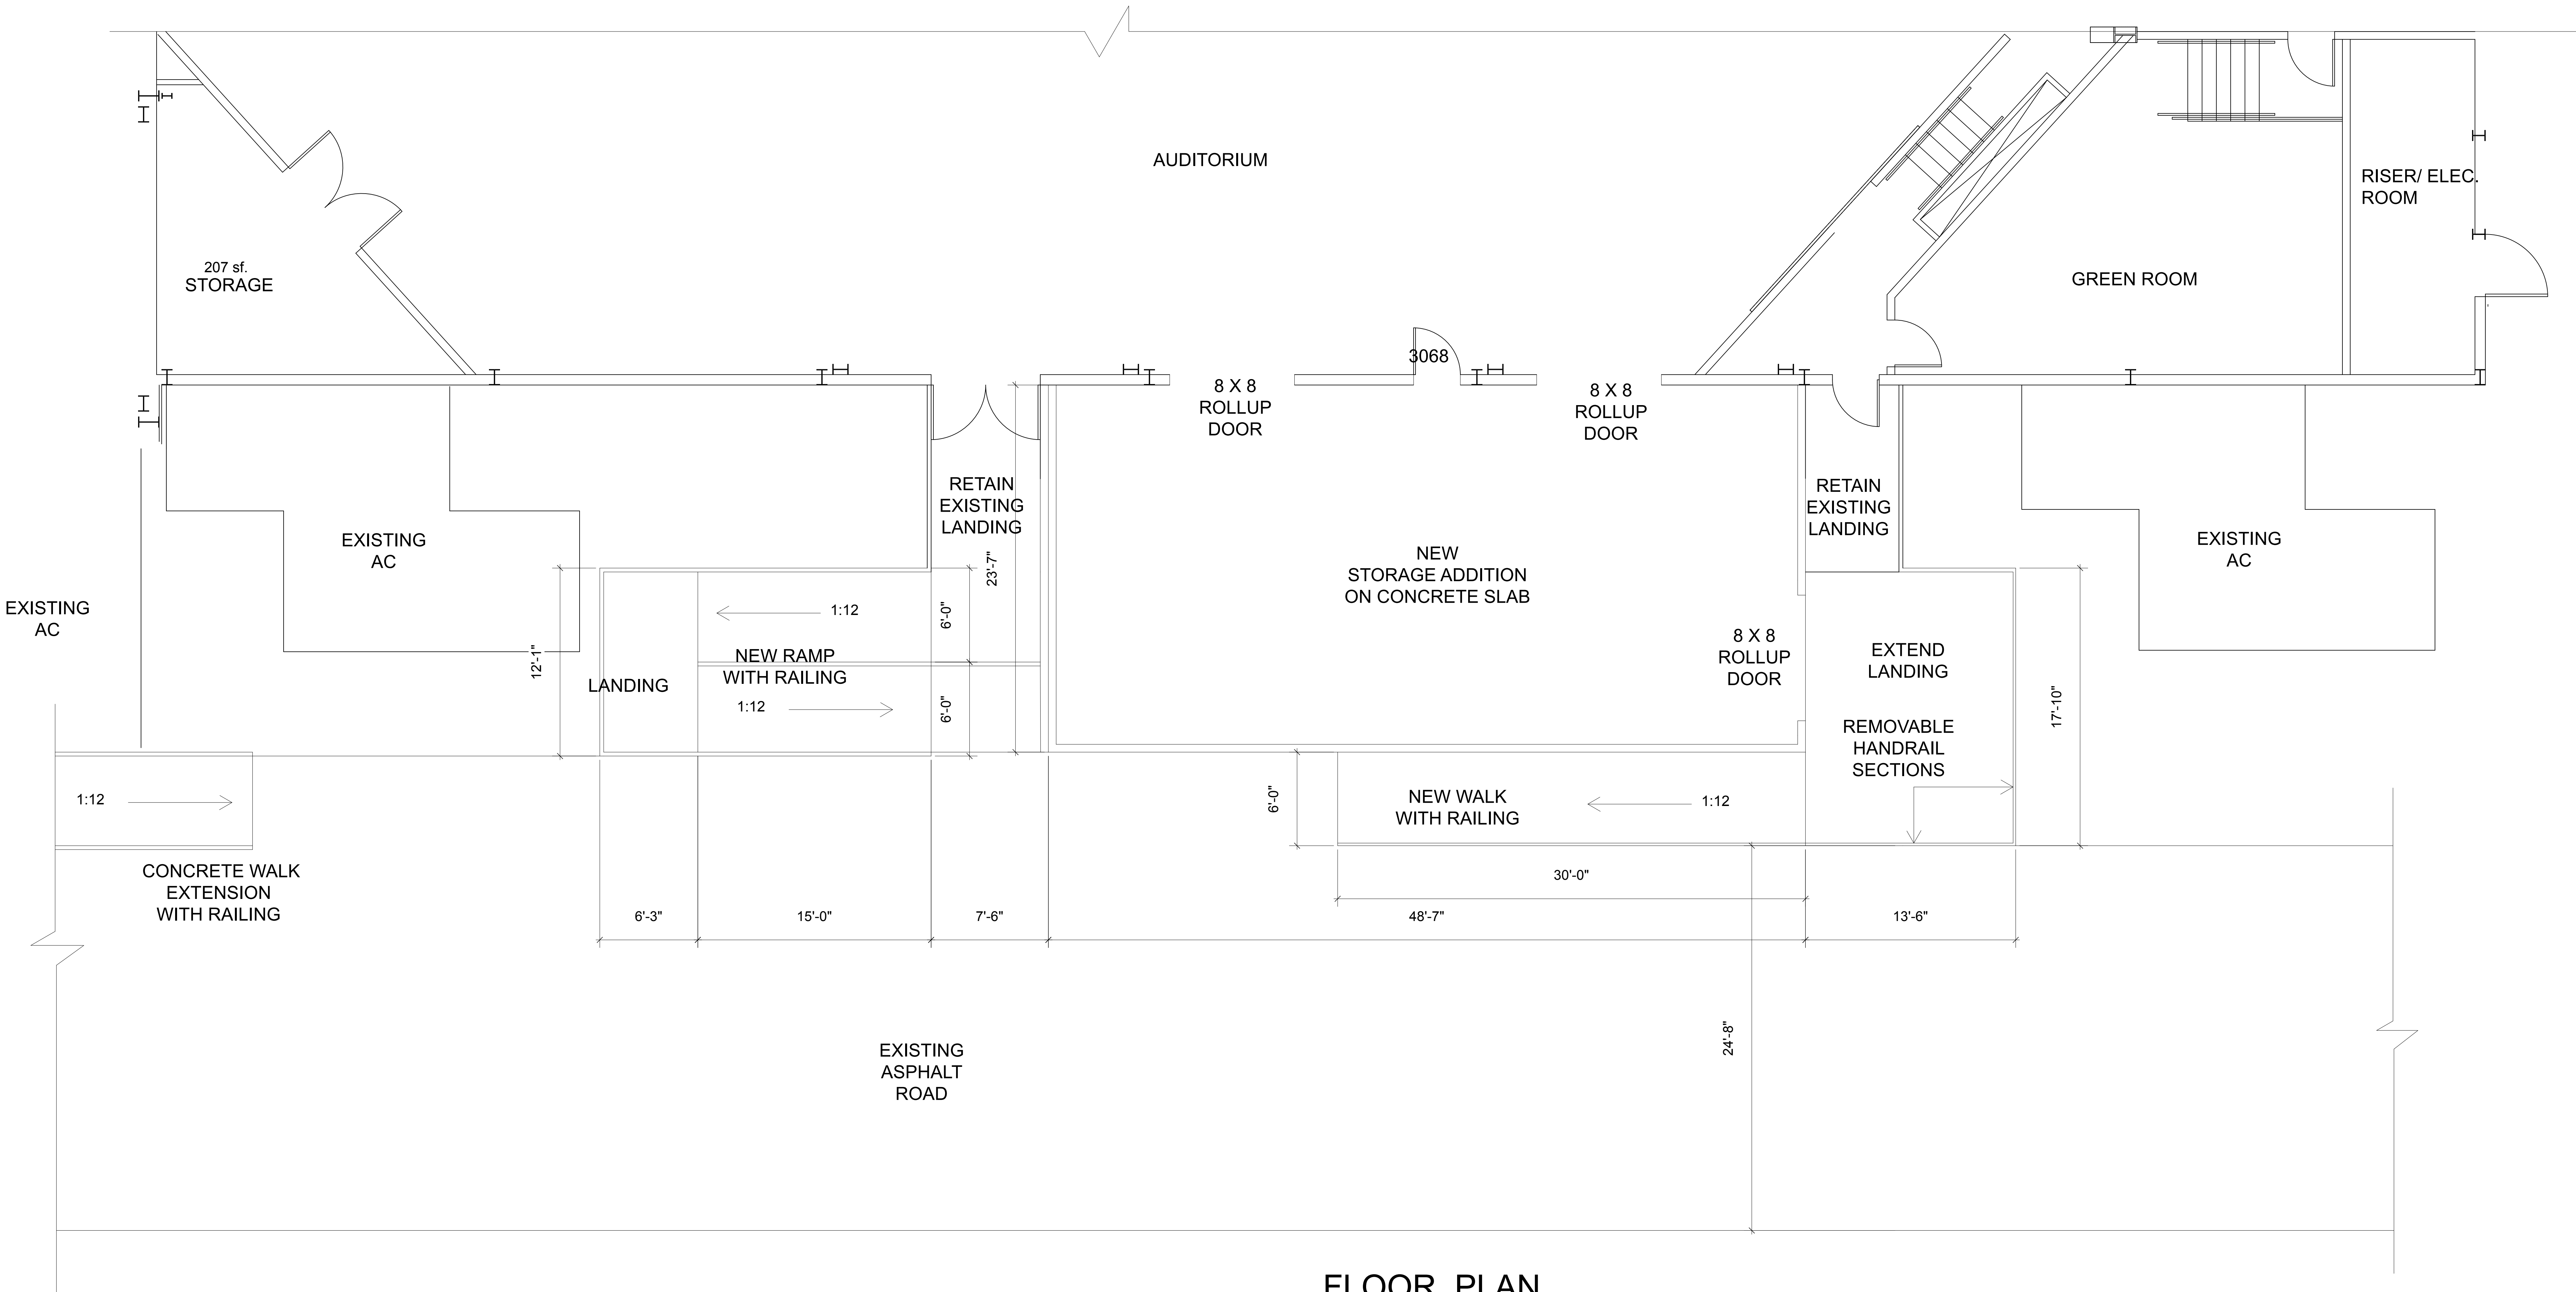 AUDITORIUM
RISER/ ELEC.
ROOM
207 sf.
STORAGE
GREEN ROOM
3068
8 X 8
ROLLUP
DOOR
8 X 8
ROLLUP
DOOR
RETAIN
EXISTING
LANDING
RETAIN
EXISTING
LANDING
EXISTING
AC
EXISTING
AC
EXISTING
AC
23'-7"
NEW
STORAGE ADDITION
ON CONCRETE SLAB
1:12
6'-0"
12'-1"
NEW RAMP
WITH RAILING
LANDING
1:12
6'-0"
8 X 8
ROLLUP
DOOR
EXTEND
LANDING
17'-10"
REMOVABLE
HANDRAIL
SECTIONS
1:12
6'-0"
NEW WALK
WITH RAILING
1:12
CONCRETE WALK
EXTENSION
WITH RAILING
30'-0"
6'-3"
15'-0"
7'-6"
48'-7"
13'-6"
24'-8"
EXISTING
ASPHALT
ROAD
FLOOR PLAN